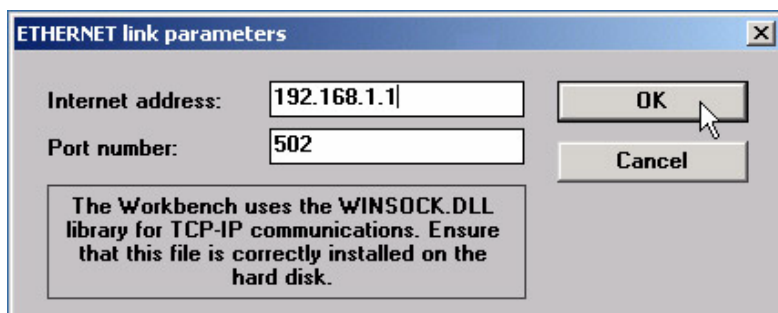 ETHERNET link parameters
Internet address:
192.168.1.1
OK
Port number:
502
Cancel
The Workbench uses the WINSOCK.DLL
library for TCP-IP communications. Ensure
that this file is correctly installed on the
hard disk.